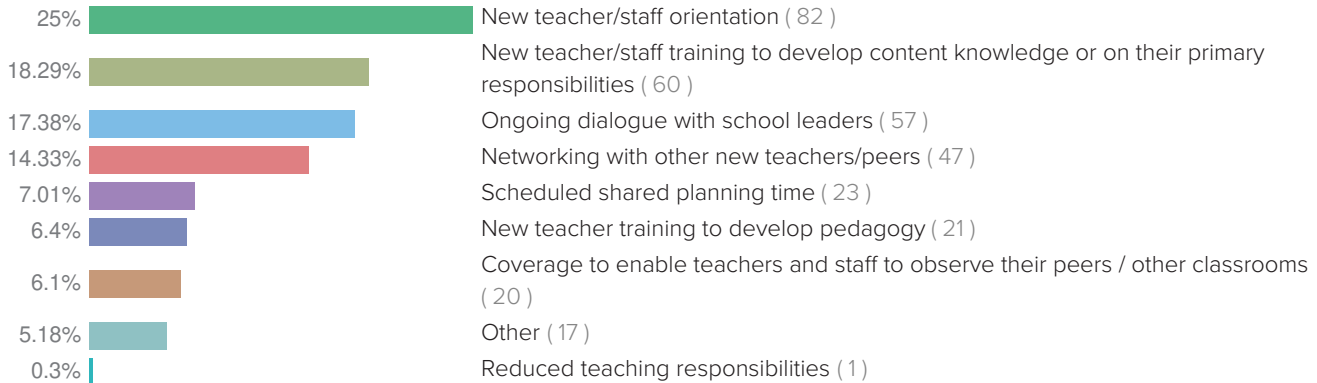 25% New teacher/staff orientation ( 82 )
New teacher/staff training to develop content knowledge or on their primary
18.29%
responsibilities ( 60 )
17.38% Ongoing dialogue with school leaders ( 57 )
14.33% Networking with other new teachers/peers ( 47 )
7.01% Scheduled shared planning time ( 23 )
6.4% New teacher training to develop pedagogy ( 21 )
Coverage to enable teachers and staff to observe their peers / other classrooms
6.1%
( 20 )
5.18% Other ( 17 )
0.3% Reduced teaching responsibilities ( 1 )